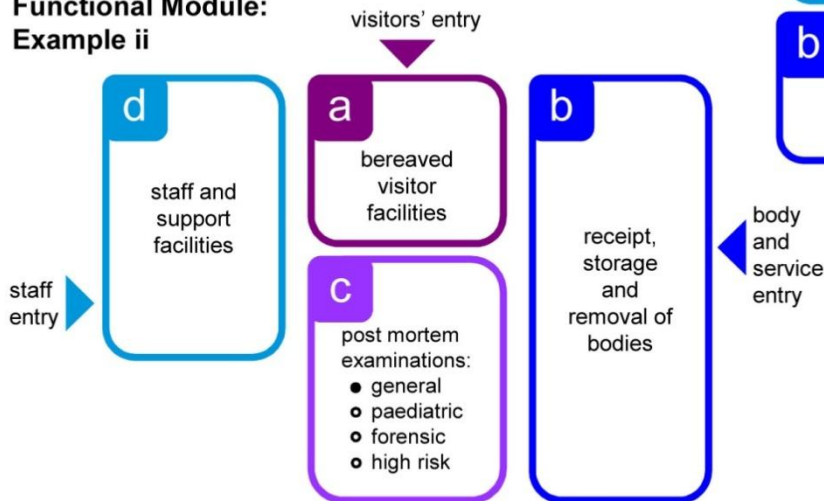 Functional Module:
Example ii
visitors’ entry
d
staff and
support
facilities
staff
entry
a
bereaved
visitor
facilities
c
post mortem
examinations:
general
paediatric
forensic
high risk
b
receipt,
storage
and
removal of
bodies
body
and
service
entry
b